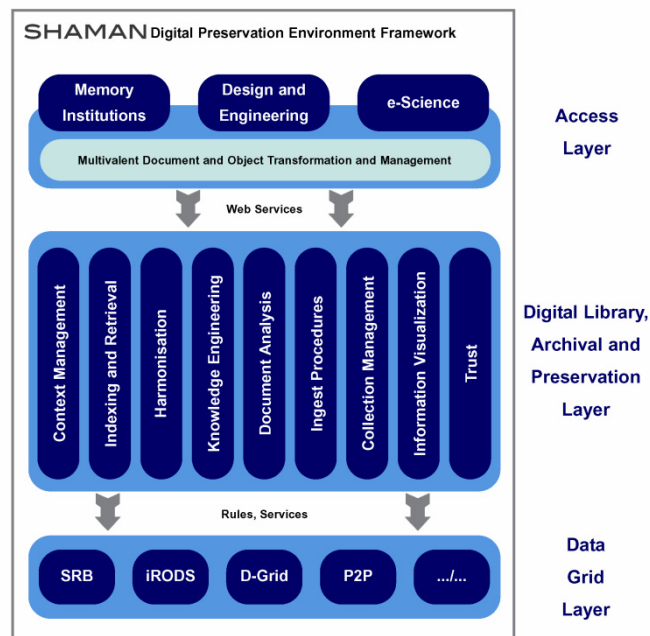 SHAMAN Digital Preservation Environment Framework
Memory
Institutions
Design and
Engineering
e-Science
Multivalent Document and Object Transformation and Management
Access
Layer
Web Services
Context Management
Indexing and Retrieval
Harmonisation
Knowledge Engineering
Document Analysis
Ingest Procedures
Collection Management
Information Visualization
Trust
Digital Library,
Archival and
Preservation
Layer
Rules, Services
SRB
iRODS
D-Grid
P2P
.../...
Data
Grid
Layer